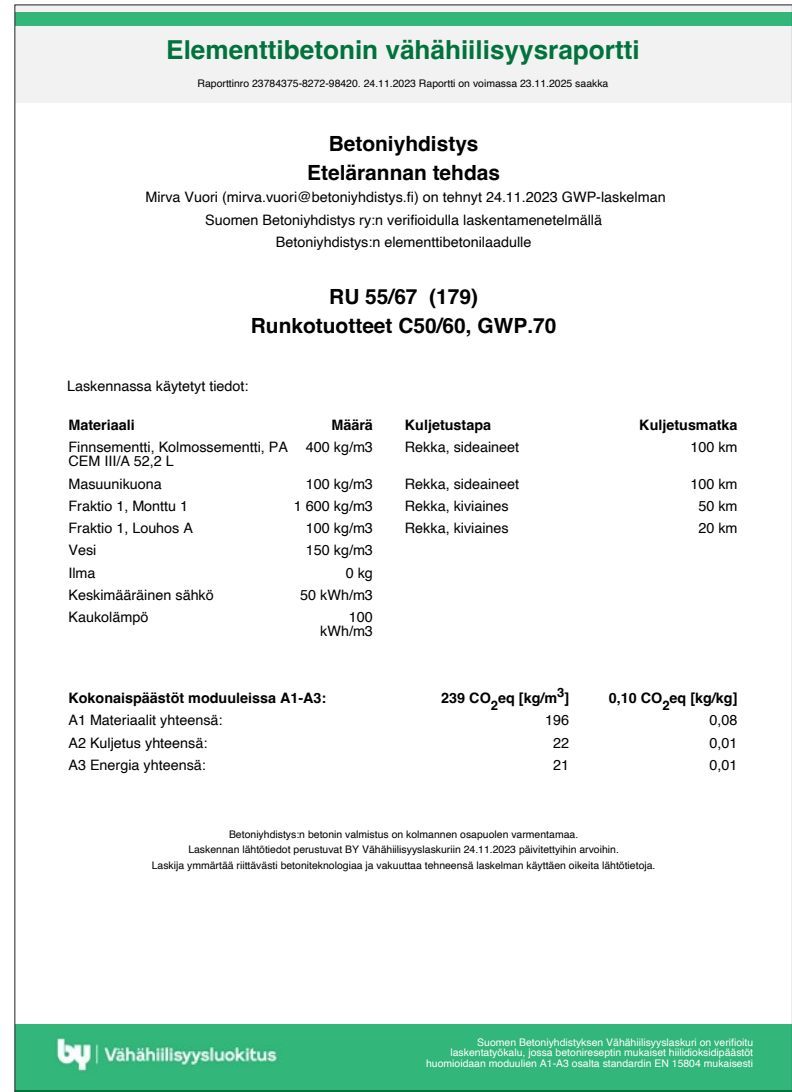 Elementtibetonin vähähiilisyysraportti
Raporttinro 23784375-8272-98420. 24.11.2023 Raportti on voimassa 23.11.2025 saakka
Betoniyhdistys
Etelärannan tehdas
Mirva Vuori (mirva.vuori@betoniyhdistys.fi) on tehnyt 24.11.2023 GWP-laskelman
Suomen Betoniyhdistys ry:n verifioidulla laskentamenetelmällä
Betoniyhdistys:n elementtibetonilaadulle
RU 55/67 (179)
Runkotuotteet C50/60, GWP.70
Laskennassa käytetyt tiedot:
Materiaali Määrä Kuljetustapa Kuljetusmatka
Finnsementti, Kolmossementti, PA 400 kg/m3 Rekka, sideaineet 100 km
CEM III/A 52,2 L
Masuunikuona 100 kg/m3 Rekka, sideaineet 100 km
Fraktio 1, Monttu 1 1 600 kg/m3 Rekka, kiviaines 50 km
Fraktio 1, Louhos A 100 kg/m3 Rekka, kiviaines 20 km
Vesi 150 kg/m3
Ilma 0 kg
Keskimääräinen sähkö 50 kWh/m3
Kaukolämpö 100
kWh/m3
Kokonaispäästöt moduuleissa A1-A3: 239 CO2eq [kg/m3] 0,10 CO2eq [kg/kg]
A1 Materiaalit yhteensä: 196 0,08
A2 Kuljetus yhteensä: 22 0,01
A3 Energia yhteensä: 21 0,01
Betoniyhdistys:n betonin valmistus on kolmannen osapuolen varmentamaa.
Laskennan lähtötiedot perustuvat BY Vähähiilisyyslaskuriin 24.11.2023 päivitettyihin arvoihin.
Laskija ymmärtää riittävästi betoniteknologiaa ja vakuuttaa tehneensä laskelman käyttäen oikeita lähtötietoja.
by | Vähähiilisyysluokitus
Suomen Betoniyhdistyksen Vähähiilisyyslaskuri on verifioitu
laskentatyökalu, jossa betonireseptin mukaiset hiilidioksidipäästöt
huomioidaan moduulien A1-A3 osalta standardin EN 15804 mukaisesti